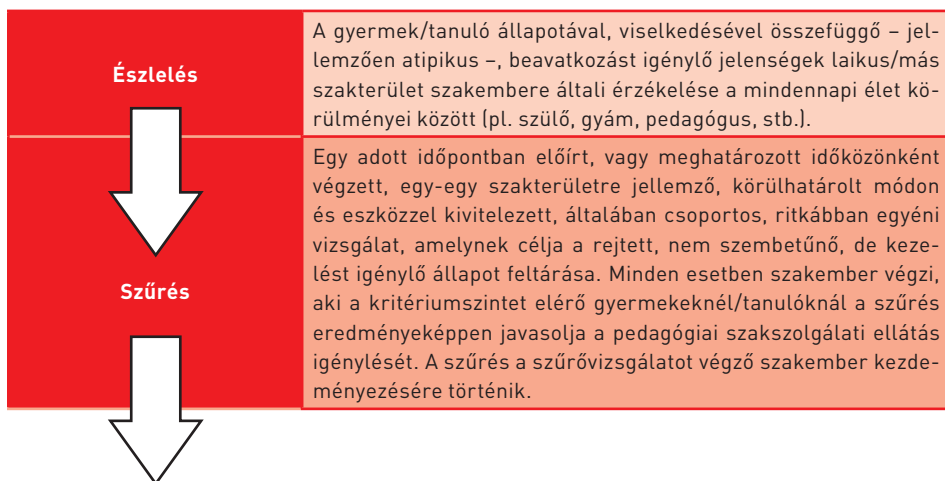 Észlelés
A gyermek/tanuló állapotával, viselkedésével összefüggő – jel-
lemzően atipikus –, beavatkozást igénylő jelenségek laikus/más
szakterület szakembere általi érzékelése a mindennapi élet kö-
rülményei között (pl. szülő, gyám, pedagógus, stb.).
Szűrés
Egy adott időpontban előírt, vagy meghatározott időközönként
végzett, egy-egy szakterületre jellemző, körülhatárolt módon
és eszközzel kivitelezett, általában csoportos, ritkábban egyéni
vizsgálat, amelynek célja a rejtett, nem szembetűnő, de keze-
lést igénylő állapot feltárása. Minden esetben szakember végzi,
aki a kritériumszintet elérő gyermekeknél/tanulóknál a szűrés
eredményeképpen javasolja a pedagógiai szakszolgálati ellátás
igénylését. A szűrés a szűrővizsgálatot végző szakember kezde-
ményezésére történik.